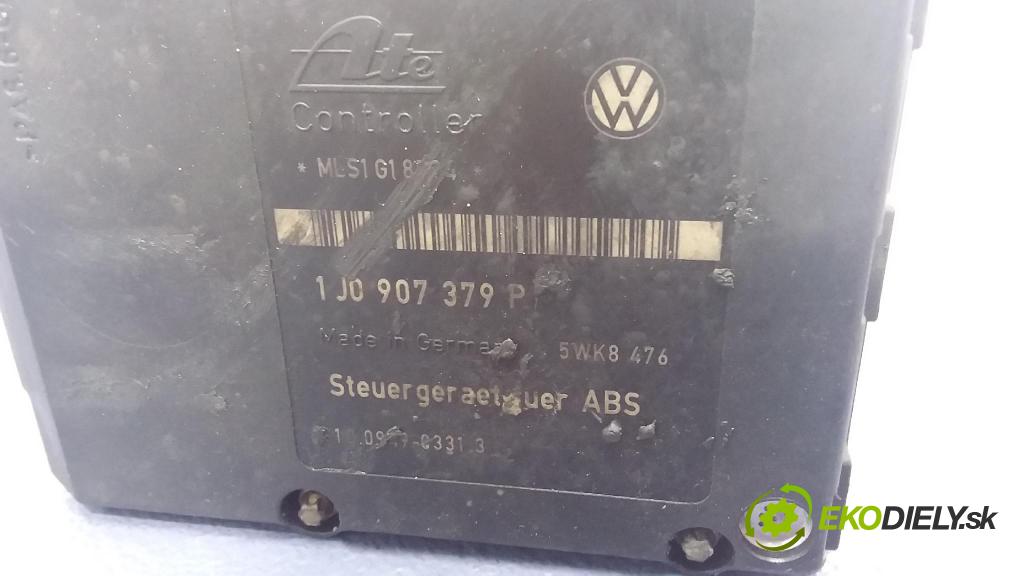 Ate
Controller
1J0 907 379 P
Made in Germany
5WK8 476
Steuergeraet fuer ABS
EKODIELY.sk